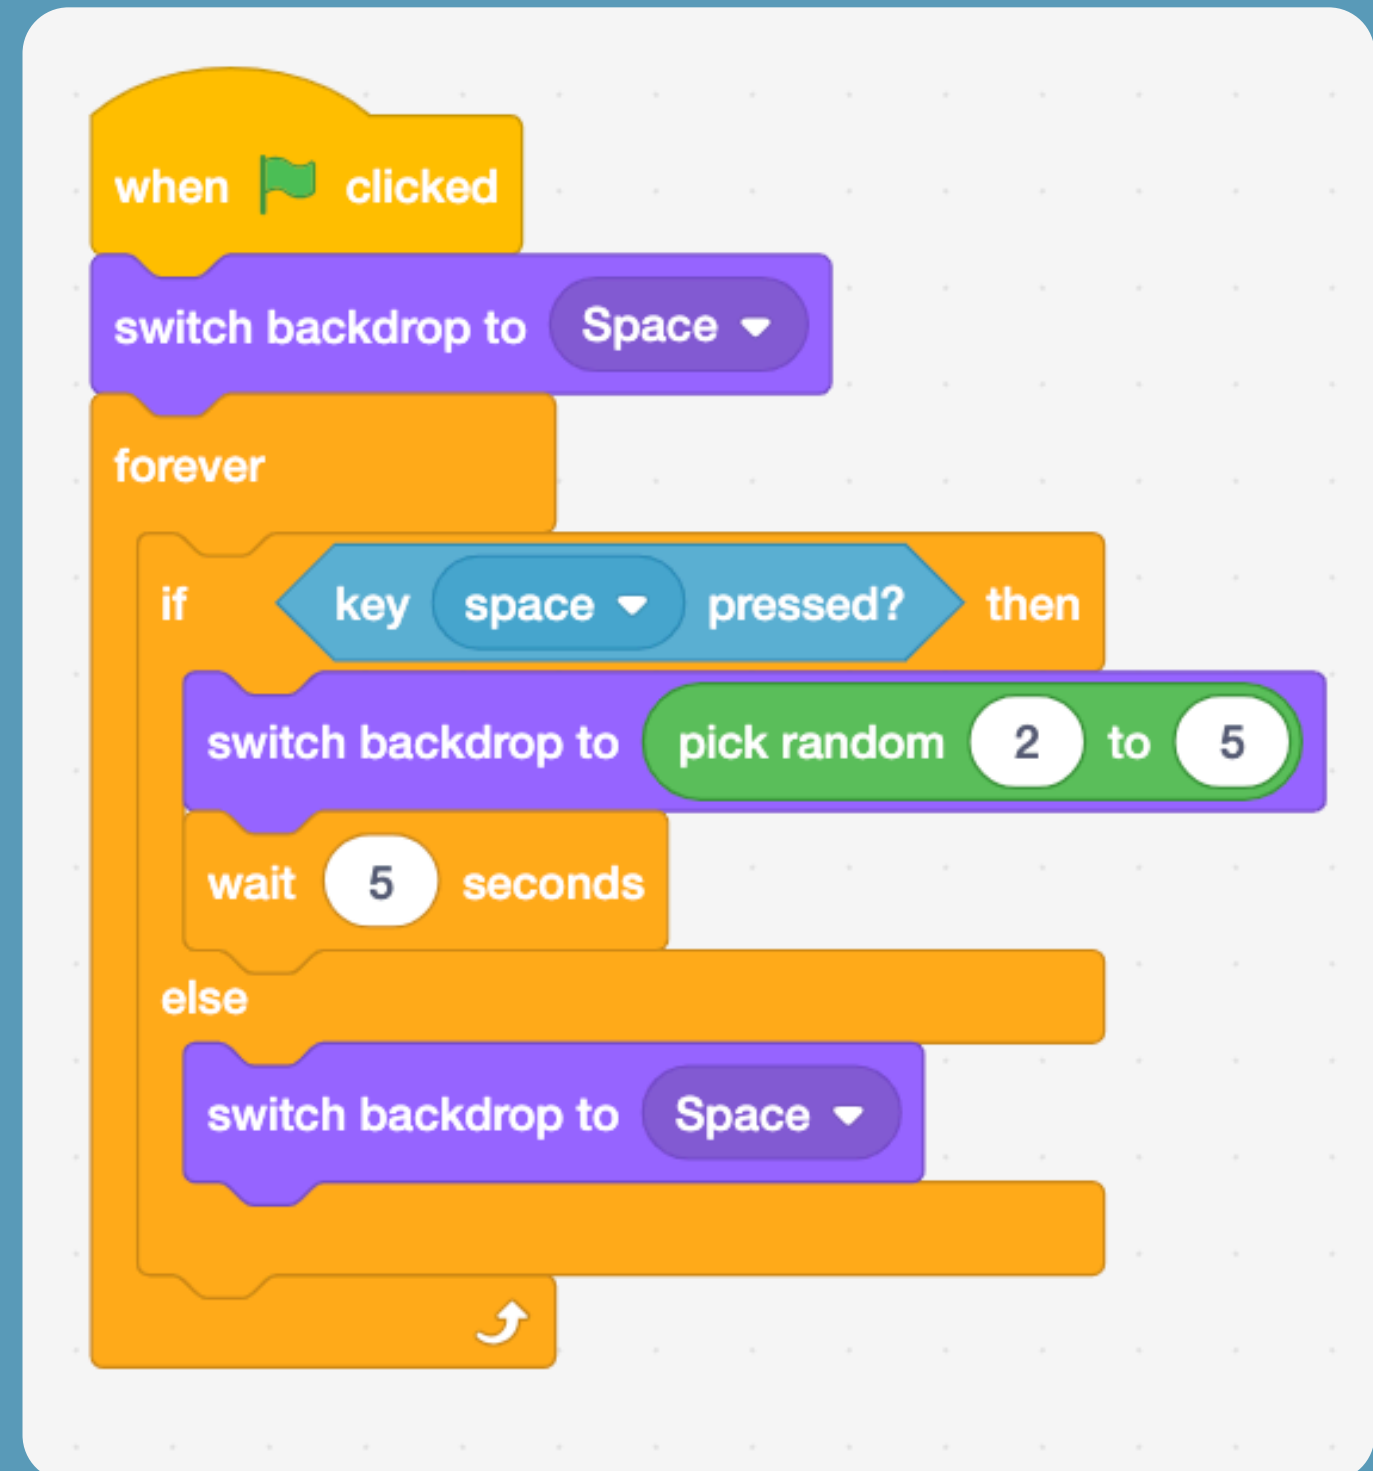 when clicked
switch backdrop to Space
forever
if key space pressed? then
switch backdrop to pick random 2 to 5
wait 5 seconds
else
switch backdrop to Space